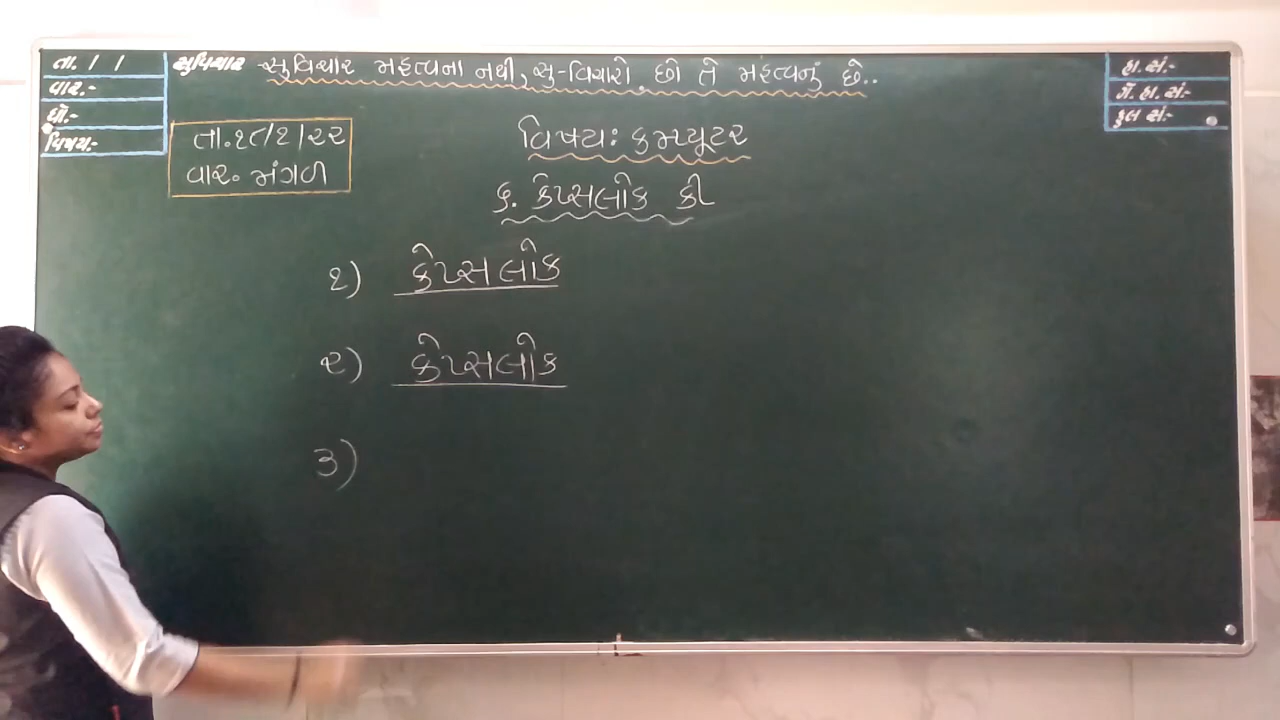 તા. / /
વાર.-
ધો.-
વિષય:-
સુવિચાર - સુવિચાર મહત્વના નથી, સુ-વિચારો છો તે મહત્વનું છે..
હા. સં.-
ગે. હા. સં.-
કુલ સં.-
તા.૧૮/૧/૨૨
વાર. મંગળ
વિષય: કમ્પ્યૂટર
૬. કેપ્સલોક કી
૧) કેપ્સલોક
૨) કેપ્સલોક
૩)